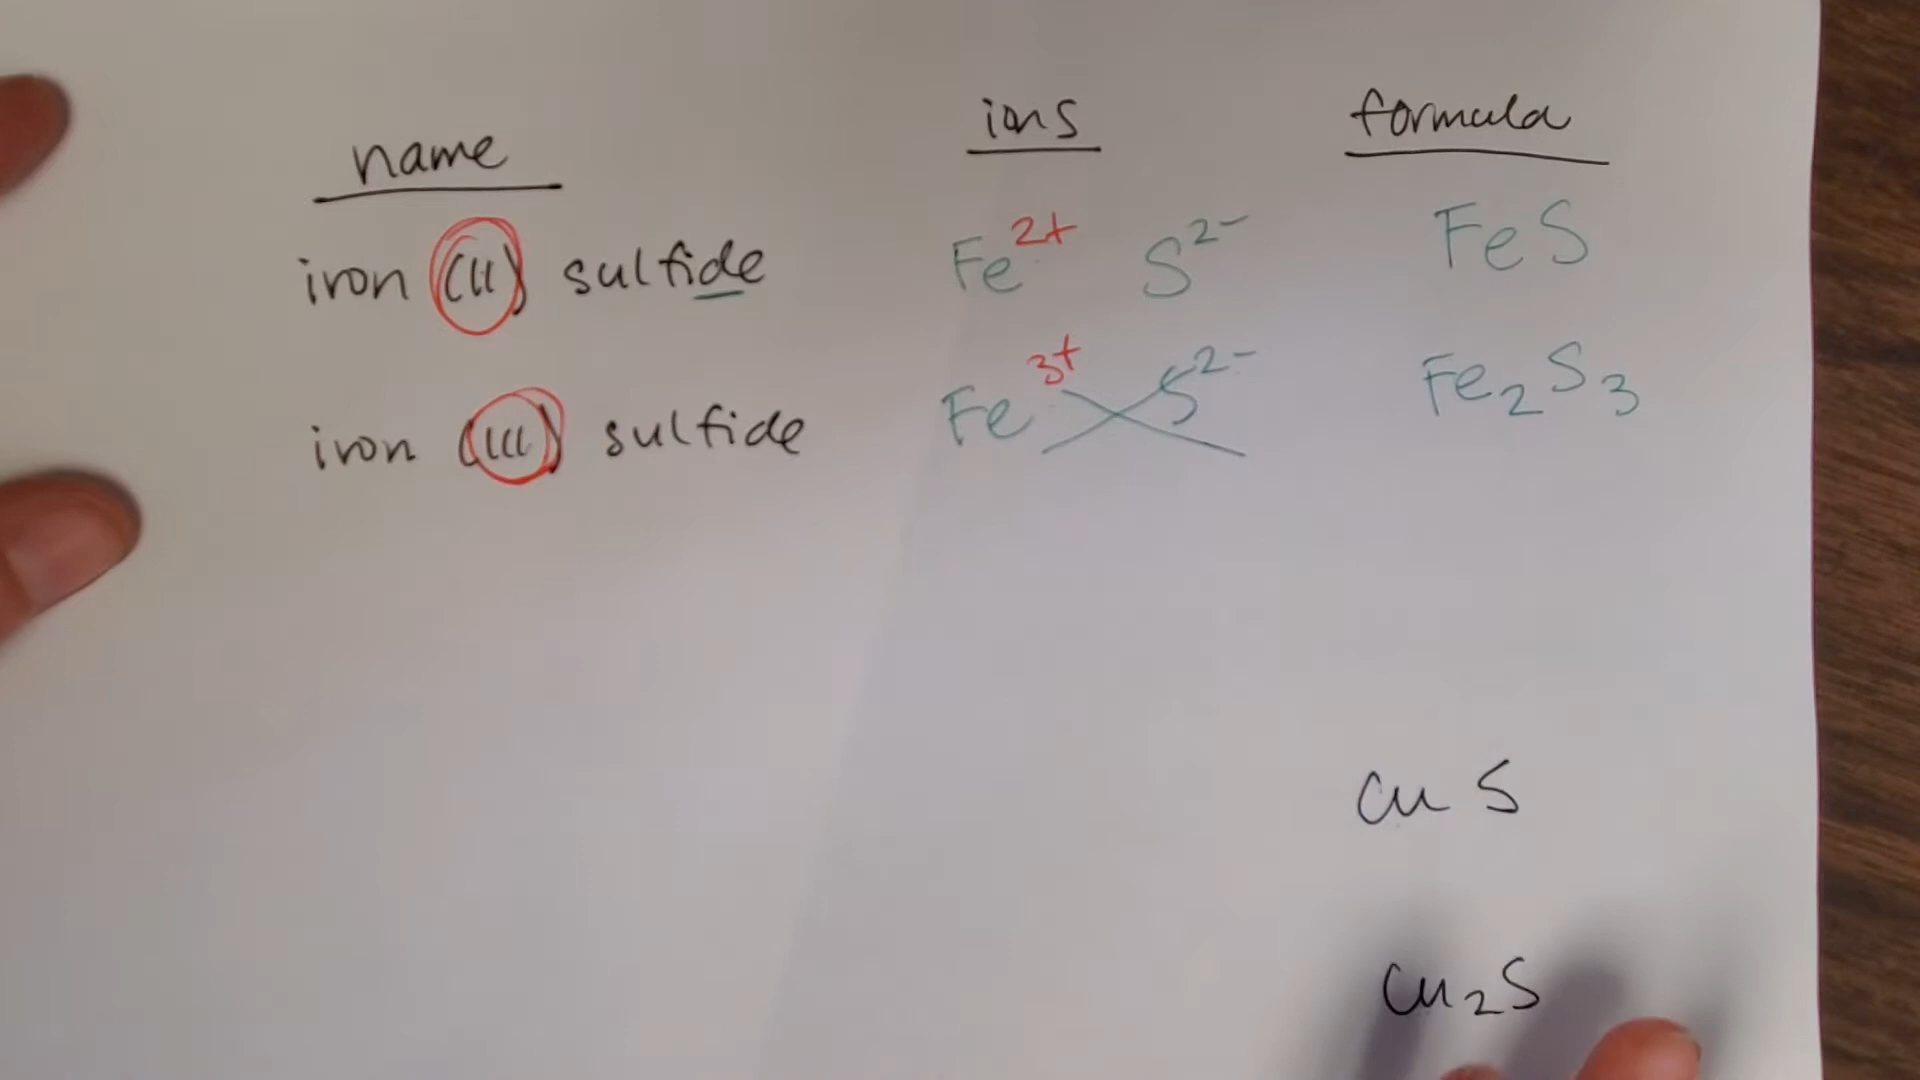 name ions formula
iron (II) sulfide Fe²⁺ S²⁻ FeS
iron (III) sulfide Fe³⁺ S²⁻ Fe₂S₃
CuS
Cu₂S